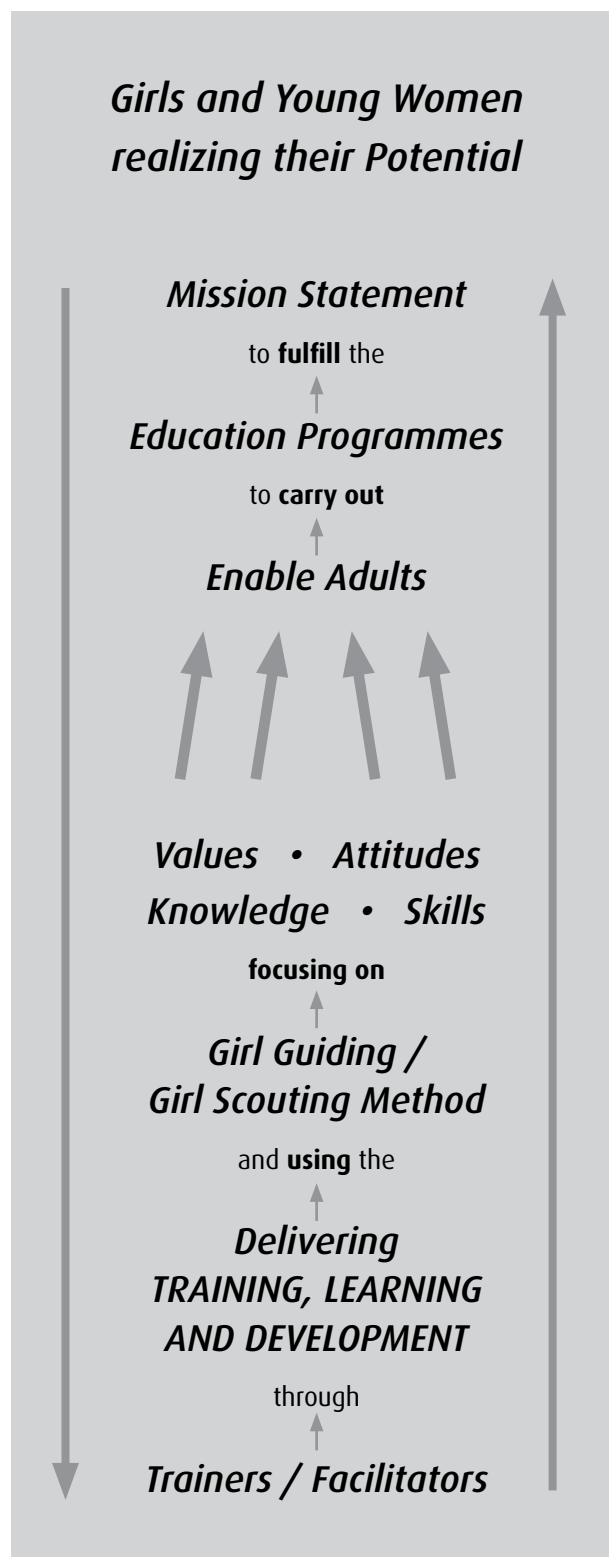 Girls and Young Women
realizing their Potential
Mission Statement
to fulfill the
Education Programmes
to carry out
Enable Adults
Values • Attitudes
Knowledge • Skills
focusing on
Girl Guiding /
Girl Scouting Method
and using the
Delivering
TRAINING, LEARNING
AND DEVELOPMENT
through
Trainers / Facilitators